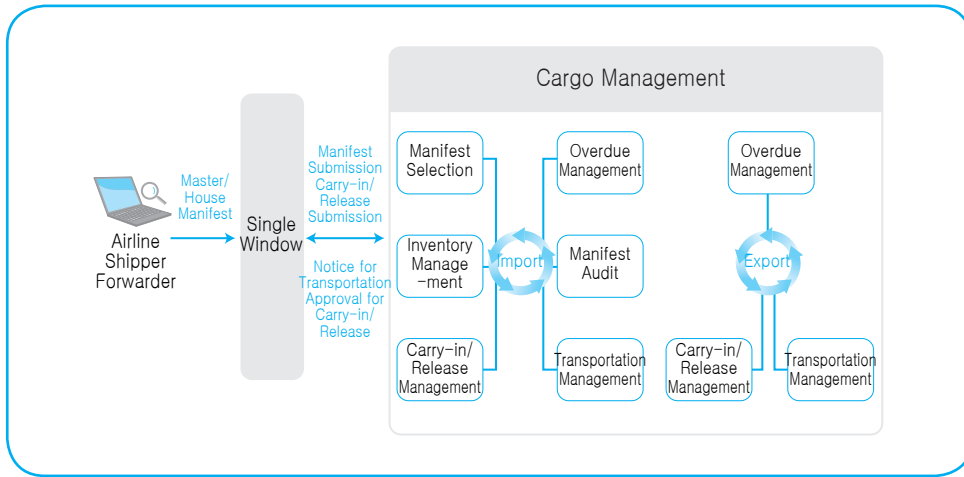 Cargo Management
Master/
House
Manifest
Airline
Shipper
Forwarder
Single
Window
Manifest
Submission
Carry-in/
Release
Submission
Notice for
Transportation
Approval for
Carry-in/
Release
Manifest
Selection
Overdue
Management
Inventory
Manage
-ment
Import
Manifest
Audit
Carry-in/
Release
Management
Transportation
Management
Overdue
Management
Export
Carry-in/
Release
Management
Transportation
Management